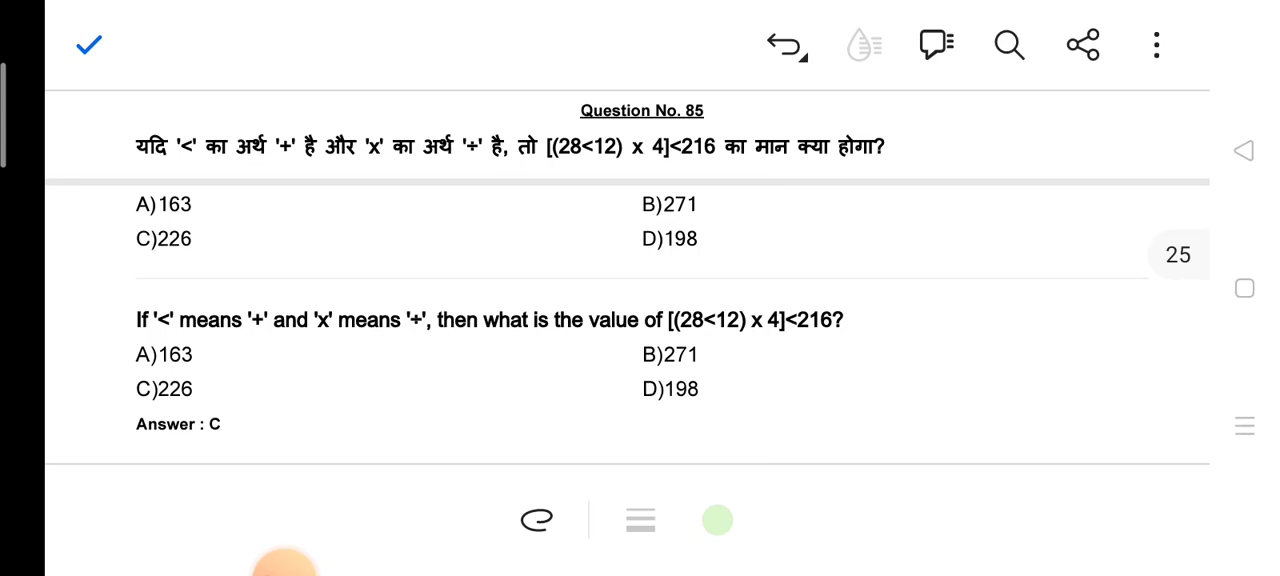 Question No. 85
यदि '<' का अर्थ '+' है और 'x' का अर्थ '÷' है, तो [(28<12) x 4]<216 का मान क्या होगा?
A)163 B)271
C)226 D)198
25
If '<' means '+' and 'x' means '÷', then what is the value of [(28<12) x 4]<216?
A)163 B)271
C)226 D)198
Answer : C